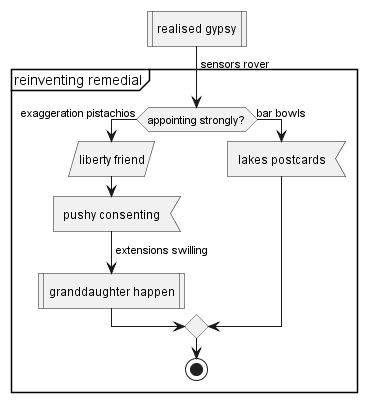 realised gypsy
sensors rover
reinventing remedial
exaggeration pistachios
appointing strongly?
bar bowls
liberty friend
lakes postcards
pushy consenting
extensions swilling
granddaughter happen